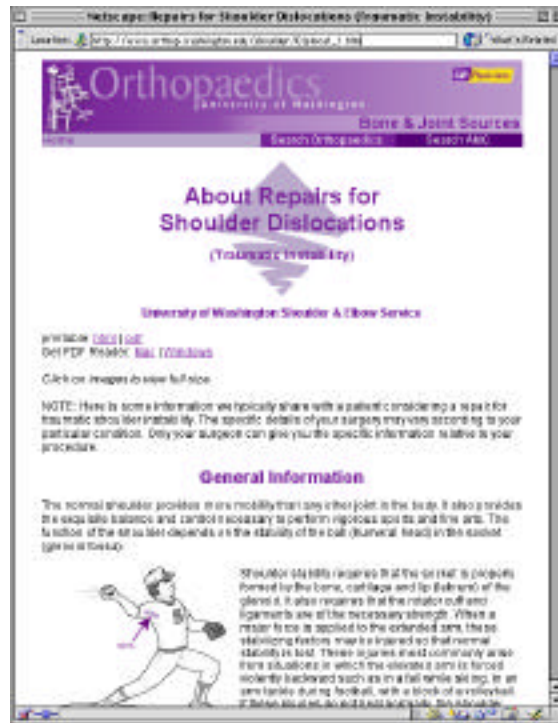 Netscape: Repairs for Shoulder Dislocations (Traumatic Instability)
Location:
What's Related
Orthopaedics
University of Washington
Bone & Joint Sources
Home
Search Orthopaedics
Search AMC
About Repairs for
Shoulder Dislocations
(Traumatic Instability)
University of Washington Shoulder & Elbow Service
printable html | pdf
Get PDF Reader: Mac | Windows
Click on images to view full size
NOTE: Here is some information we typically share with a patient considering a repair for
traumatic shoulder instability. The specific details of your surgery may vary according to your
particular condition. Only your surgeon can give you the specific information relative to your
procedure.
General Information
The normal shoulder provides more mobility than any other joint in the body. It also provides
the exquisite balance and control necessary to perform vigorous sports and fine arts. The
function of the shoulder depends on the stability of the ball (humeral head) in the socket
(glenoid fossa).
Shoulder stability requires that the socket is properly
formed by the bone, cartilage and lip (labrum) of the
glenoid. It also requires that the rotator cuff and
ligaments are of the necessary strength. When a
major force is applied to the extended arm, these
stabilizing factors may be injured so that normal
stability is lost. These injuries most commonly arise
from situations in which the elevated arm is forced
violently backward such as in a fall while skiing, in an
arm tackle during football, with a block of a volleyball.